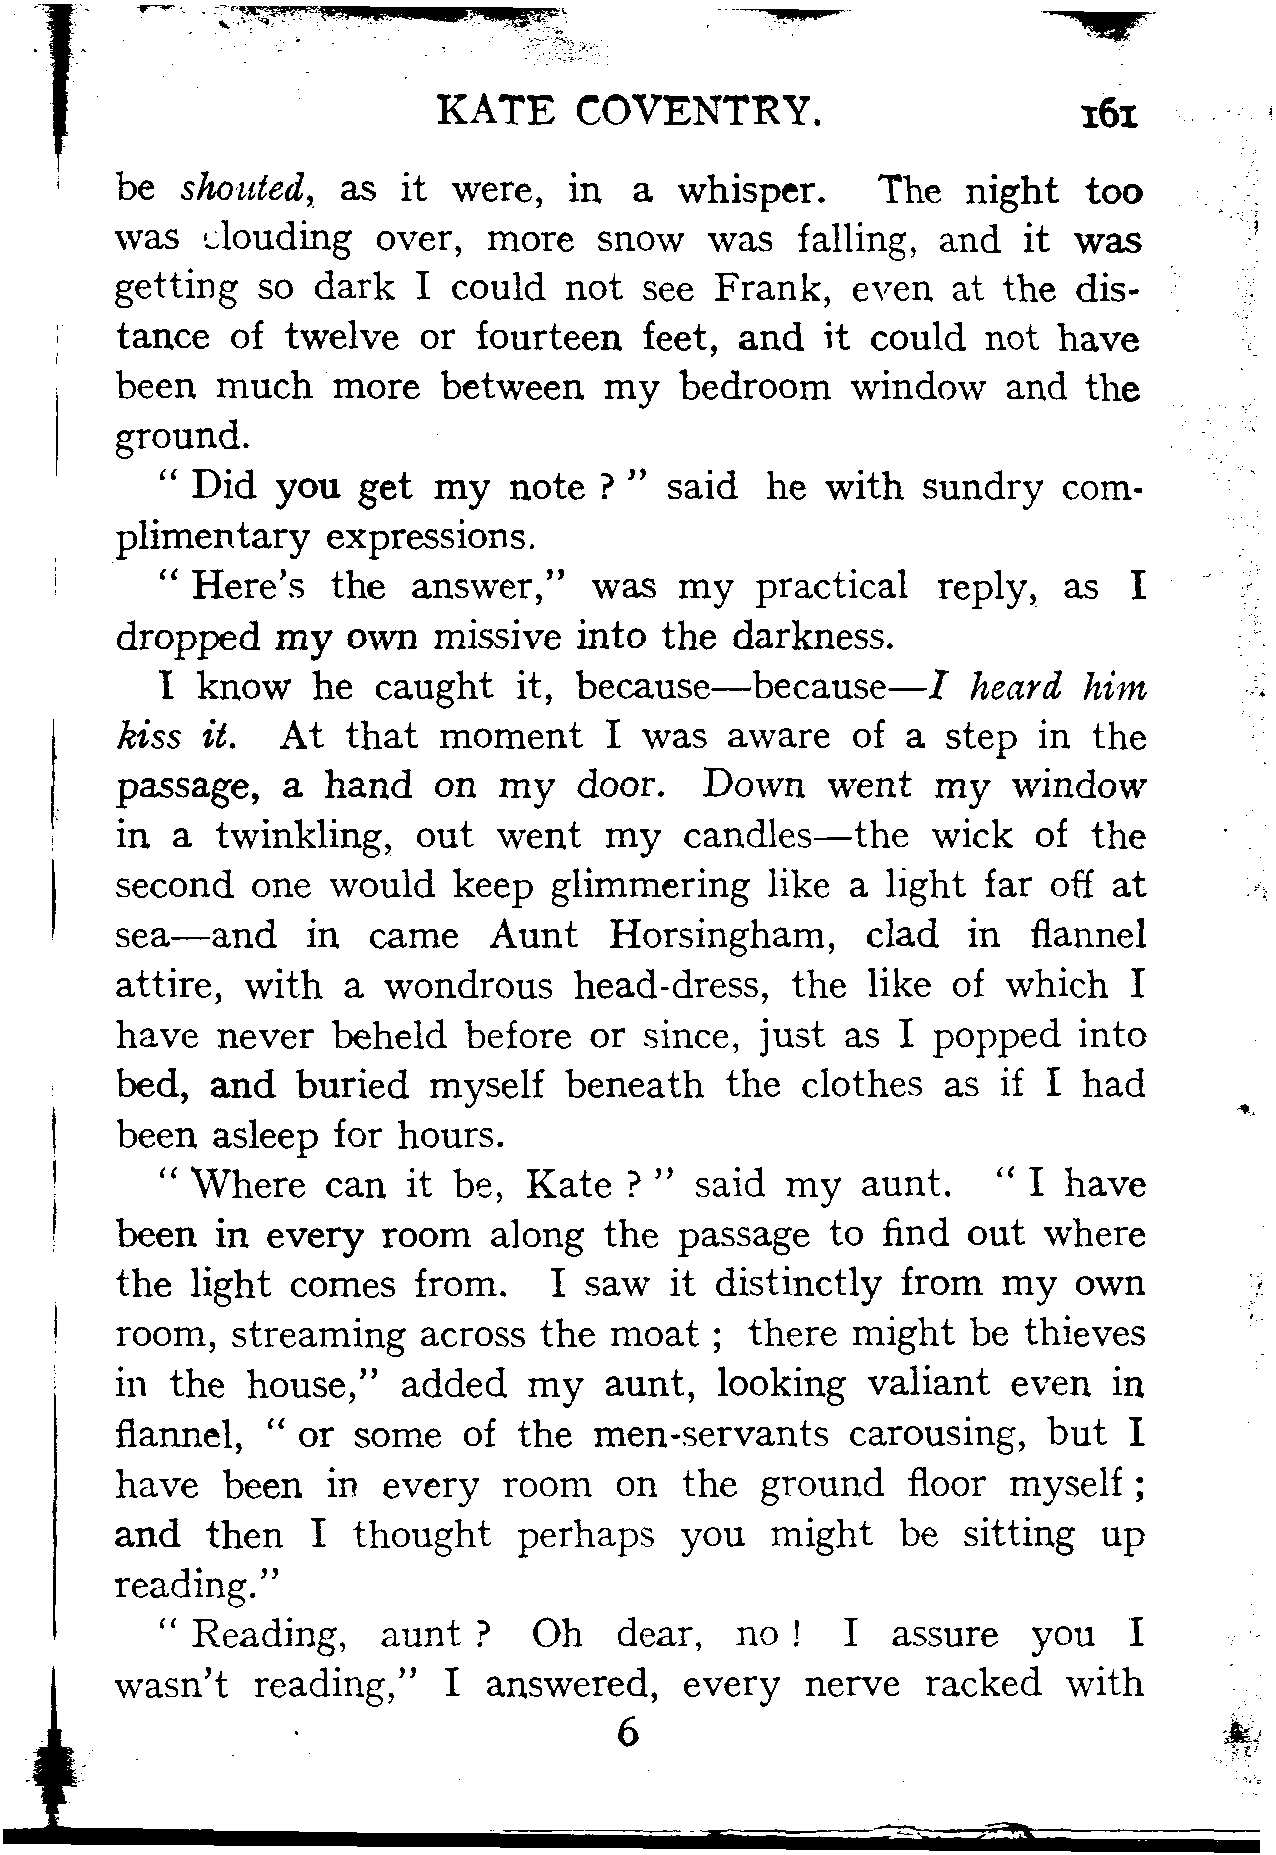 KATE COVENTRY. 161
be shouted, as it were, in a whisper. The night too
was clouding over, more snow was falling, and it was
getting so dark I could not see Frank, even at the dis-
tance of twelve or fourteen feet, and it could not have
been much more between my bedroom window and the
ground.
“ Did you get my note ? ” said he with sundry com-
plimentary expressions.
“ Here’s the answer,” was my practical reply, as I
dropped my own missive into the darkness.
I know he caught it, because—because—I heard him
kiss it. At that moment I was aware of a step in the
passage, a hand on my door. Down went my window
in a twinkling, out went my candles—the wick of the
second one would keep glimmering like a light far off at
sea—and in came Aunt Horsingham, clad in flannel
attire, with a wondrous head-dress, the like of which I
have never beheld before or since, just as I popped into
bed, and buried myself beneath the clothes as if I had
been asleep for hours.
“ Where can it be, Kate ? ” said my aunt. “ I have
been in every room along the passage to find out where
the light comes from. I saw it distinctly from my own
room, streaming across the moat ; there might be thieves
in the house,” added my aunt, looking valiant even in
flannel, “ or some of the men-servants carousing, but I
have been in every room on the ground floor myself ;
and then I thought perhaps you might be sitting up
reading.”
“ Reading, aunt ? Oh dear, no ! I assure you I
wasn’t reading,” I answered, every nerve racked with
6